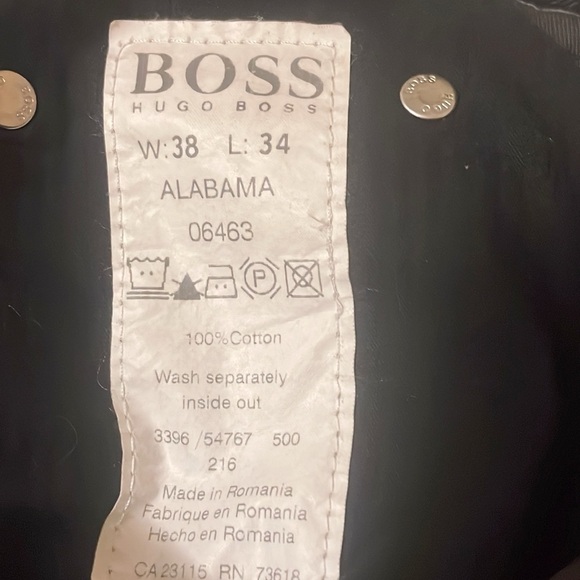 BOSS
HUGO BOSS
W:38 L: 34
ALABAMA
06463
P
100%Cotton
Wash separately
inside out
3396 /54767 500
216
Made in Romania
Fabrique en Romania
Hecho en Romania
CA 23115 RN 73618